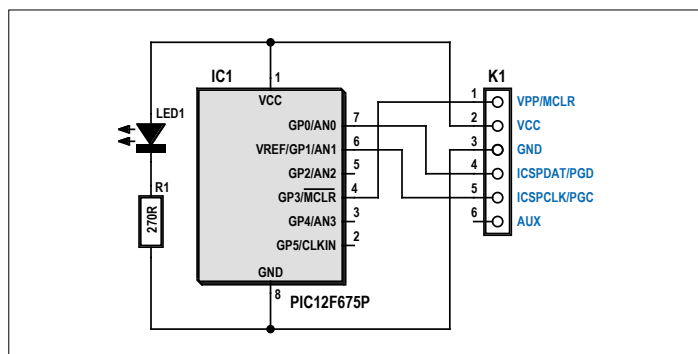 IC1
1
VCC
GP0/AN0 7
VREF/GP1/AN1 6
GP2/AN2 5
GP3/MCLR 4
GP4/AN3 3
GP5/CLKIN 2
GND
8
PIC12F675P
LED1
R1
270R
K1
1 VPP/MCLR
2 VCC
3 GND
4 ICSPDAT/PGD
5 ICSPCLK/PGC
6 AUX